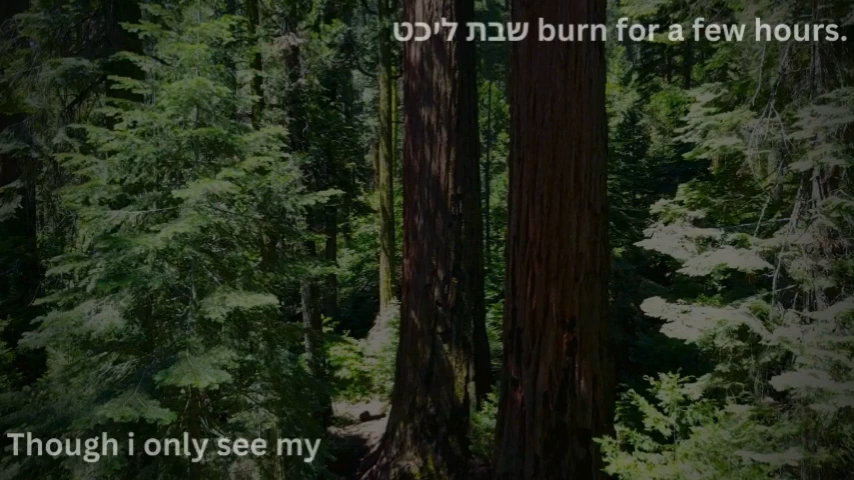 שבת ליכט burn for a few hours.
Though i only see my